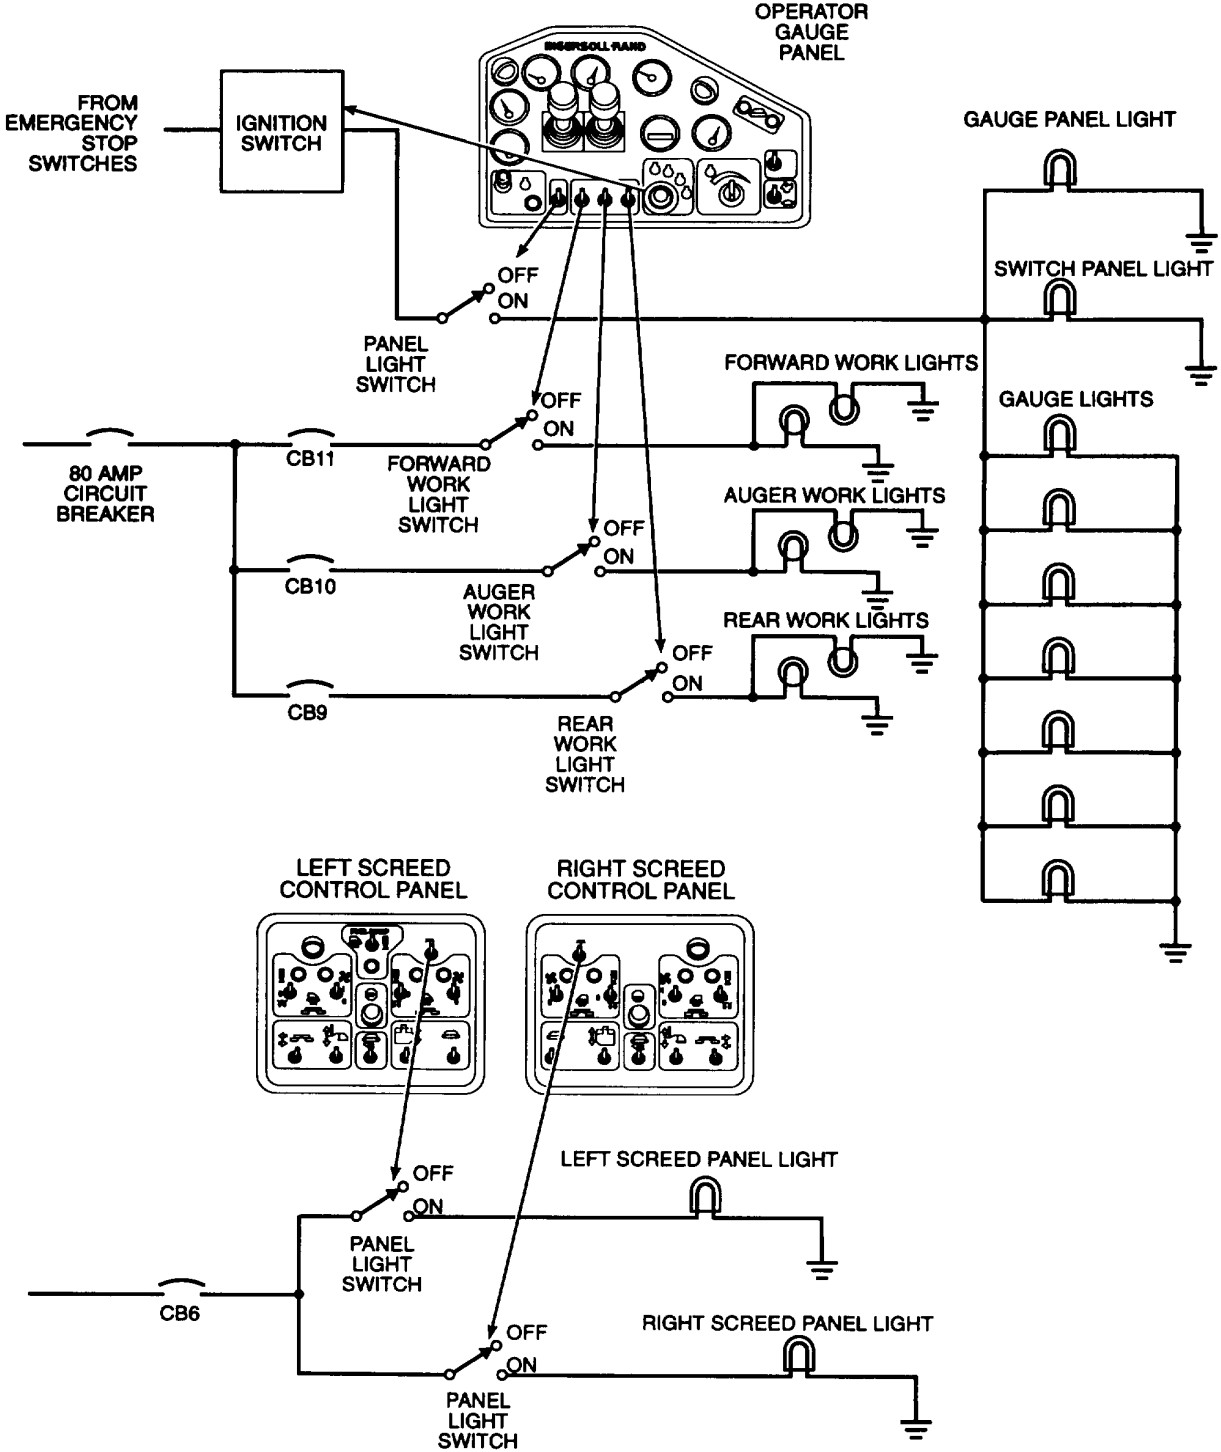 OPERATOR
GAUGE
PANEL
INGERSOLL-RAND
FROM
EMERGENCY
STOP
SWITCHES
IGNITION
SWITCH
GAUGE PANEL LIGHT
OFF
ON
SWITCH PANEL LIGHT
PANEL
LIGHT
SWITCH
FORWARD WORK LIGHTS
OFF
ON
GAUGE LIGHTS
80 AMP
CIRCUIT
BREAKER
CB11
FORWARD
WORK
LIGHT
SWITCH
AUGER WORK LIGHTS
OFF
ON
CB10
AUGER
WORK
LIGHT
SWITCH
REAR WORK LIGHTS
OFF
ON
CB9
REAR
WORK
LIGHT
SWITCH
LEFT SCREED
CONTROL PANEL
RIGHT SCREED
CONTROL PANEL
LEFT SCREED PANEL LIGHT
OFF
ON
PANEL
LIGHT
SWITCH
CB6
RIGHT SCREED PANEL LIGHT
OFF
ON
PANEL
LIGHT
SWITCH